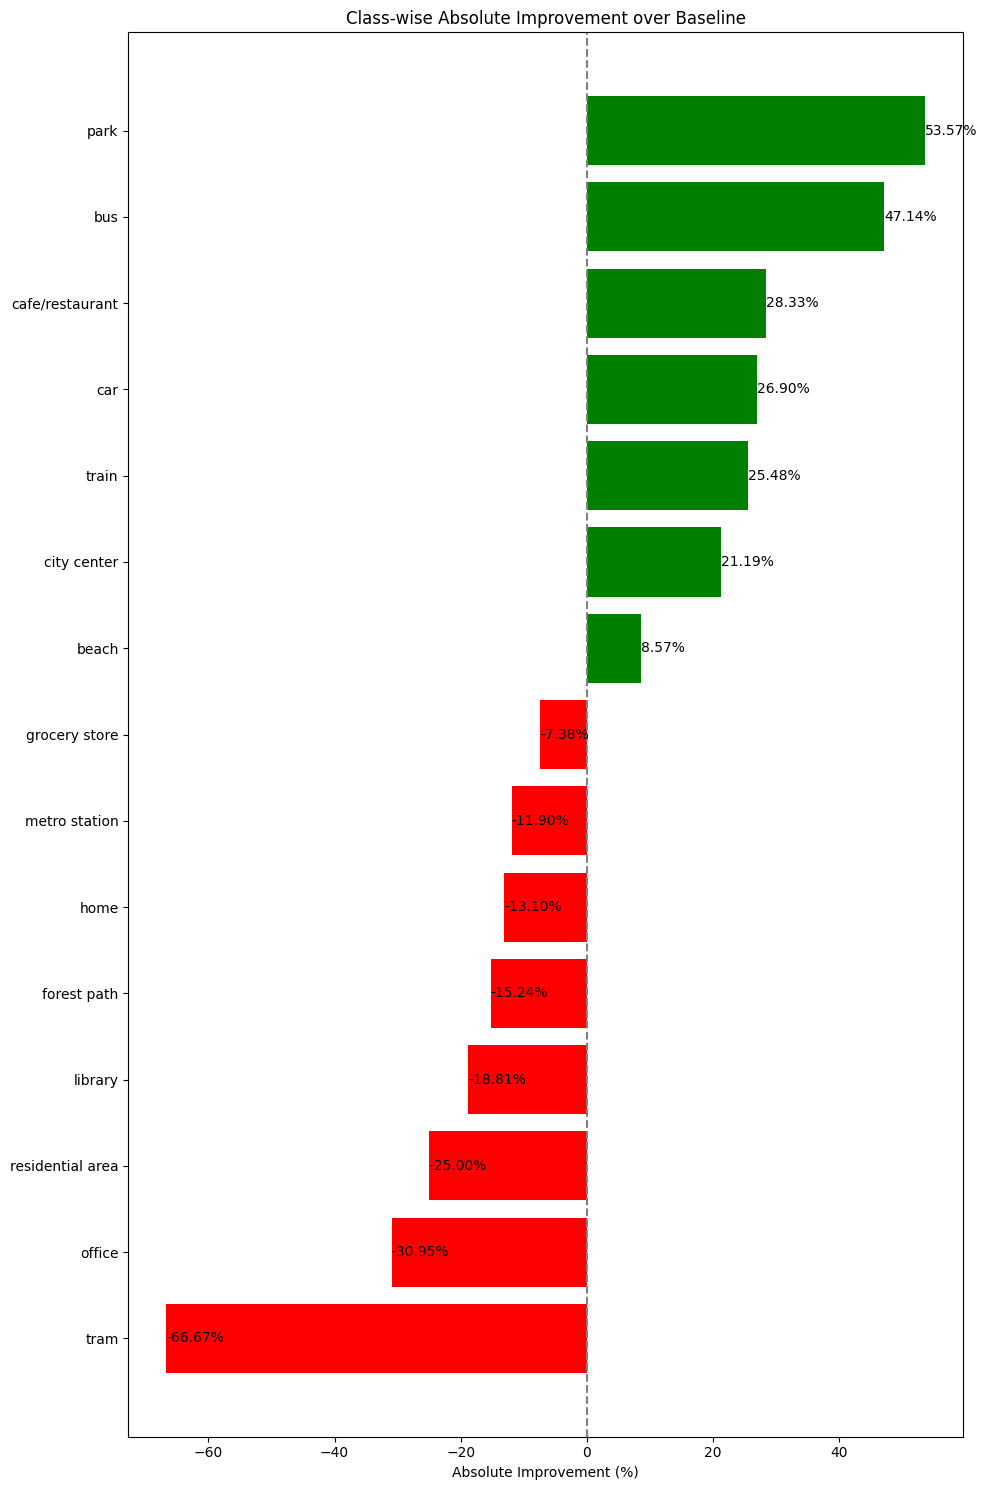 Class-wise Absolute Improvement over Baseline
park
53.57%
bus
47.14%
cafe/restaurant
28.33%
car
26.90%
train
25.48%
city center
21.19%
beach
8.57%
grocery store
-7.38%
metro station
-11.90%
home
-13.10%
forest path
-15.24%
library
-18.81%
residential area
-25.00%
office
-30.95%
tram
-66.67%
−60 −40 −20 0 20 40
Absolute Improvement (%)